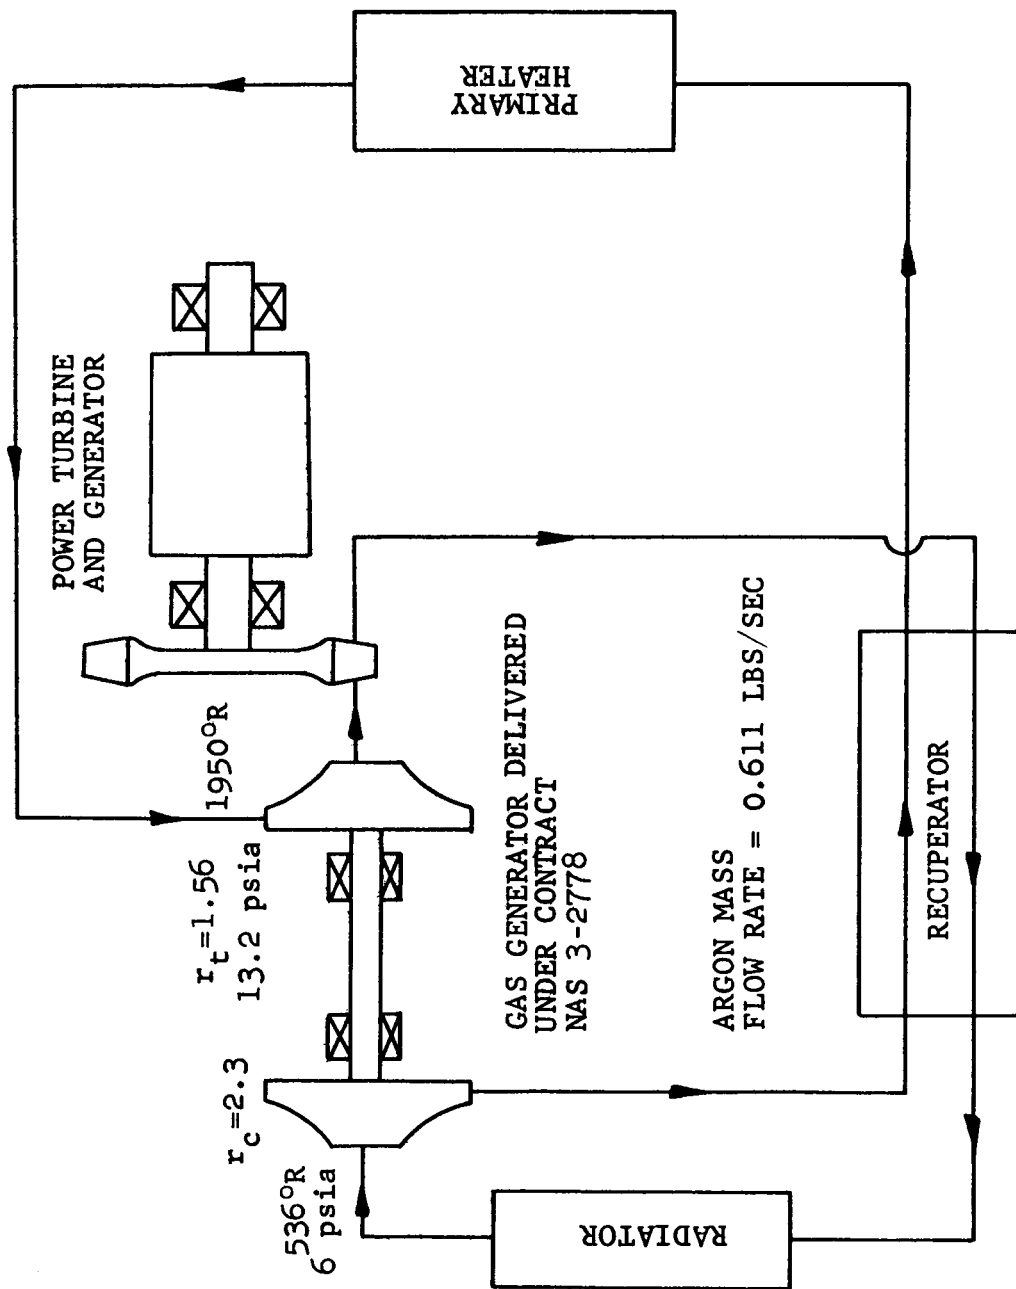 PRIMARY
HEATER
POWER TURBINE
AND GENERATOR
1950°R
r_t=1.56
13.2 psia
r_c=2.3
536°R
6 psia
GAS GENERATOR DELIVERED
UNDER CONTRACT
NAS 3-2778
ARGON MASS
FLOW RATE = 0.611 LBS/SEC
RECUPERATOR
RADIATOR